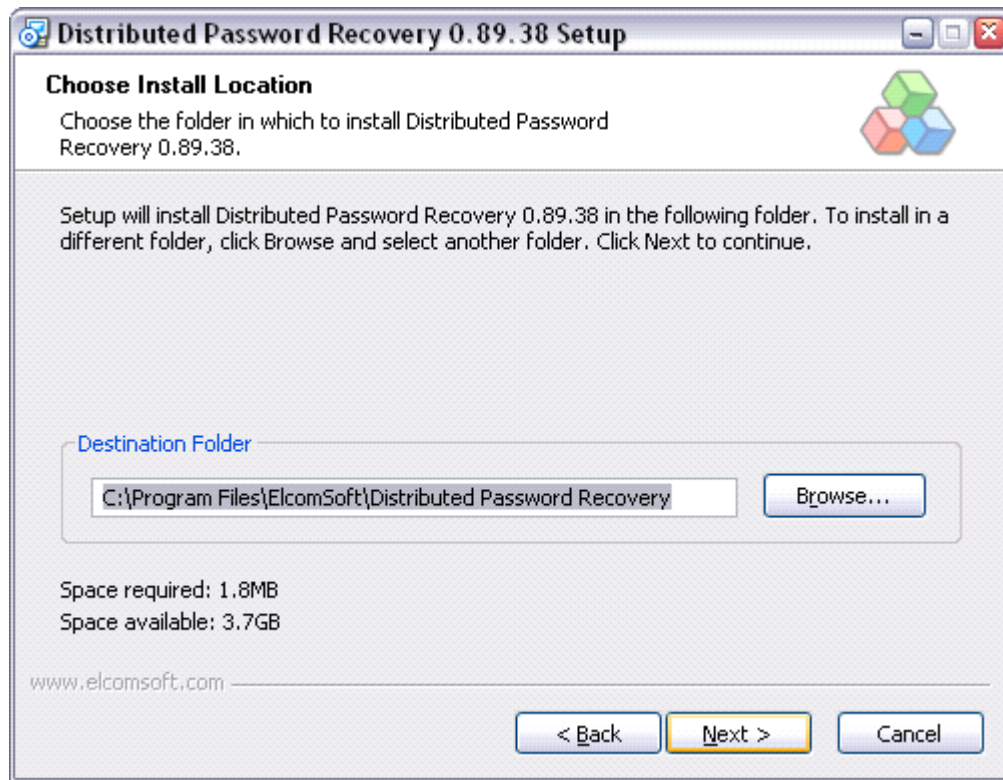 Distributed Password Recovery 0.89.38 Setup
Choose Install Location
Choose the folder in which to install Distributed Password
Recovery 0.89.38.
Setup will install Distributed Password Recovery 0.89.38 in the following folder. To install in a
different folder, click Browse and select another folder. Click Next to continue.
Destination Folder
C:\Program Files\ElcomSoft\Distributed Password Recovery
Browse...
Space required: 1.8MB
Space available: 3.7GB
www.elcomsoft.com
< Back
Next >
Cancel